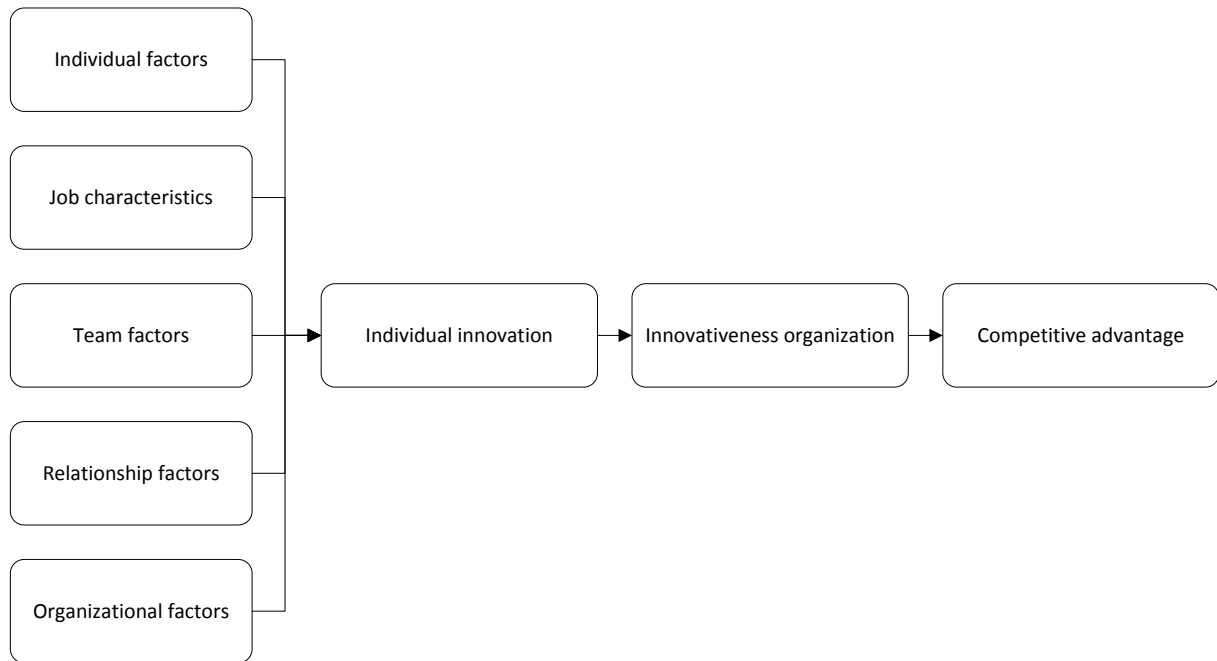 Individual factors
Job characteristics
Team factors
Individual innovation
Innovativeness organization
Competitive advantage
Relationship factors
Organizational factors